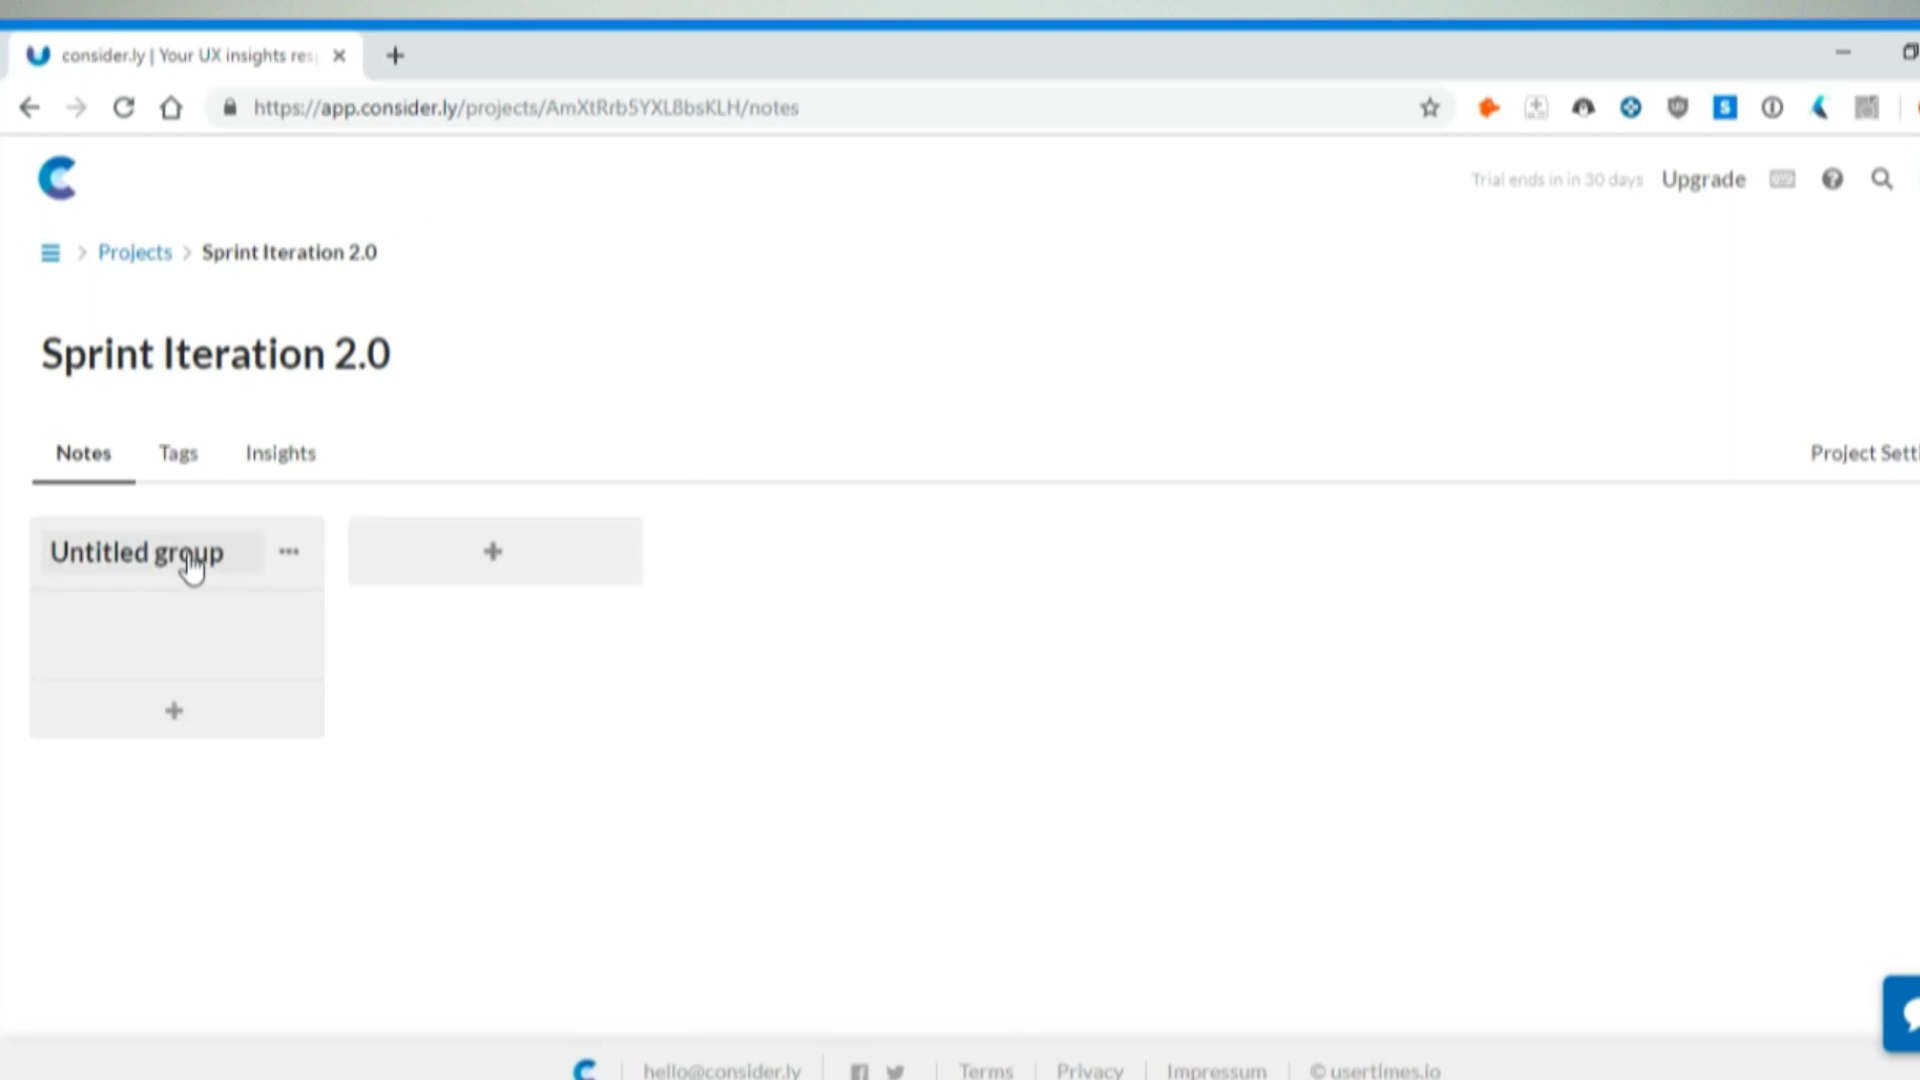 consider.ly | Your UX insights res
https://app.consider.ly/projects/AmXtRrb5YXL8bsKLH/notes
Trial ends in in 30 days Upgrade
Projects > Sprint Iteration 2.0
Sprint Iteration 2.0
Notes Tags Insights Project Setti
Untitled group
hello@consider.ly Terms Privacy Impressum © usertimes.io